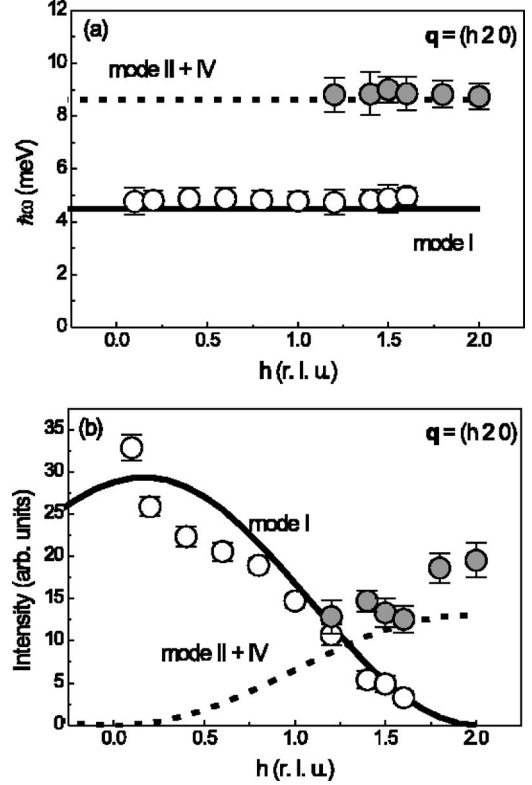 (a)
q = (h 2 0)
mode II + IV
mode I
ħω (meV)
12
10
8
6
4
2
0
0.0 0.5 1.0 1.5 2.0
h (r. l. u.)
(b)
q = (h 2 0)
mode I
mode II + IV
Intensity (arb. units)
35
30
25
20
15
10
5
0
0.0 0.5 1.0 1.5 2.0
h (r. l. u.)